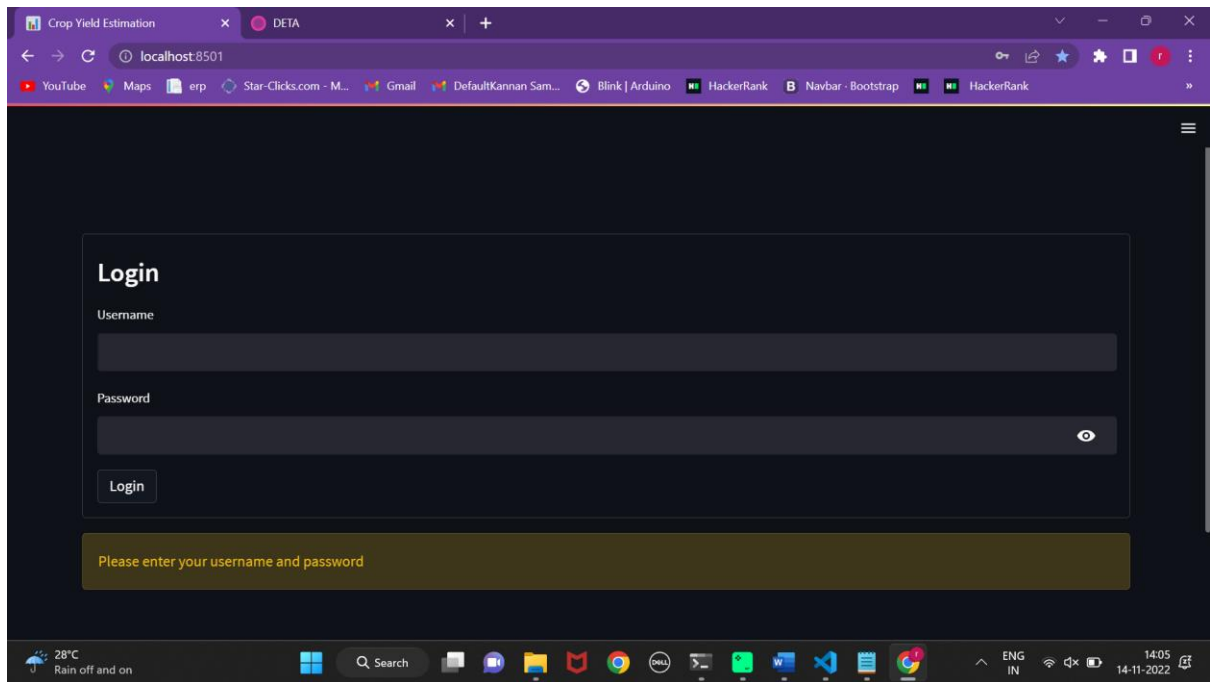 Crop Yield Estimation
DETA
localhost:8501
r
YouTube Maps erp Star-Clicks.com - M... Gmail DefaultKannan Sam... Blink | Arduino HackerRank B Navbar · Bootstrap HackerRank »
Login
Username
Password
Login
Please enter your username and password
28°C
Rain off and on
Search
DELL
W
ENG
IN
14:05
14-11-2022